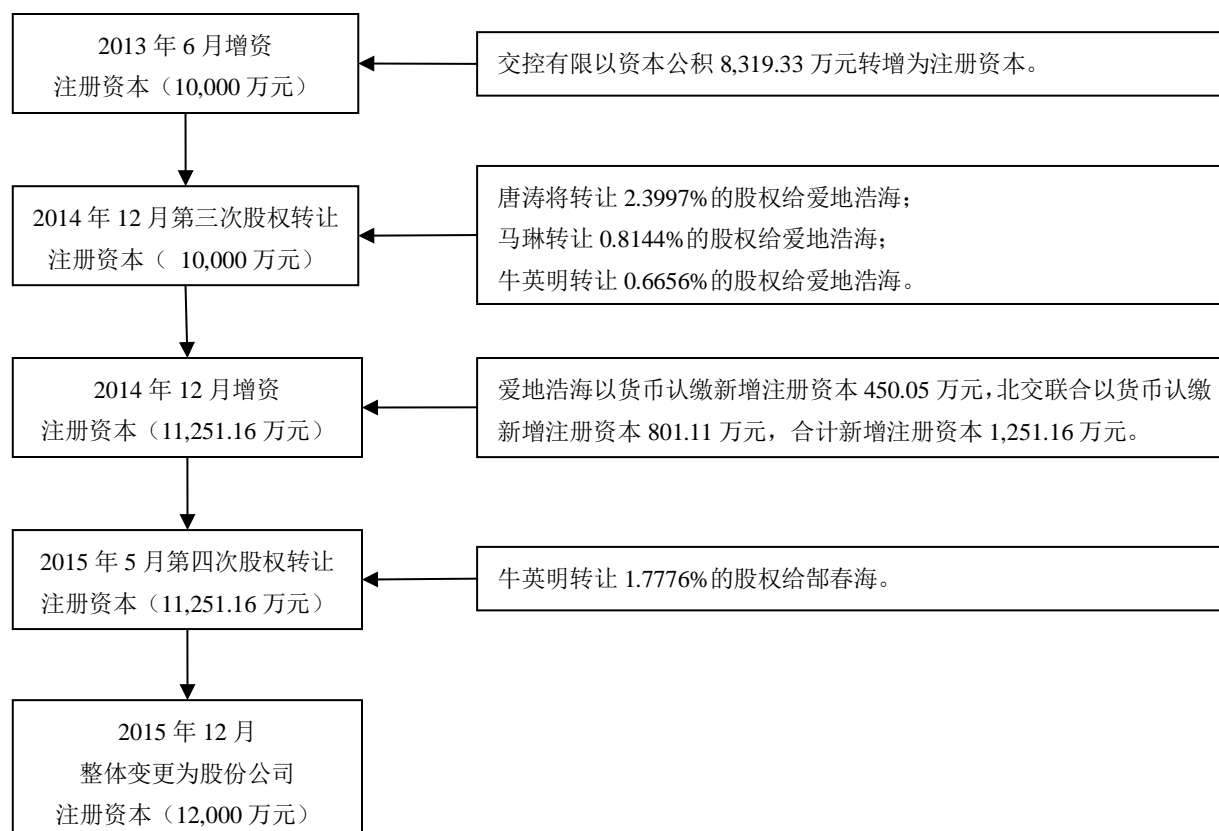 2013 年 6 月增资
注册资本（10,000 万元）
交控有限以资本公积 8,319.33 万元转增为注册资本。
2014 年 12 月第三次股权转让
注册资本（ 10,000 万元）
唐涛将转让 2.3997%的股权给爱地浩海；
马琳转让 0.8144%的股权给爱地浩海；
牛英明转让 0.6656%的股权给爱地浩海。
2014 年 12 月增资
注册资本（11,251.16 万元）
爱地浩海以货币认缴新增注册资本 450.05 万元，北交联合以货币认缴
新增注册资本 801.11 万元，合计新增注册资本 1,251.16 万元。
2015 年 5 月第四次股权转让
注册资本（11,251.16 万元）
牛英明转让 1.7776%的股权给郜春海。
2015 年 12 月
整体变更为股份公司
注册资本（12,000 万元）